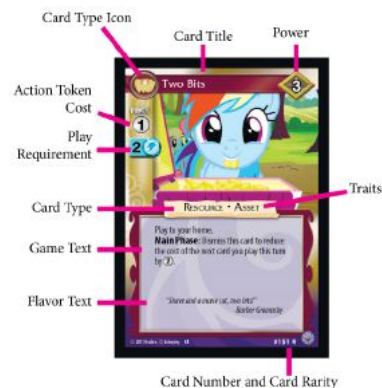 Card Type Icon
Card Title
Power
Two Bits
3
Action Token
Cost
1
Play
Requirement
2
Traits
Card Type
RESOURCE • ASSET
Game Text
Play to your home.
Main Phase: Dismiss this card to reduce
the cost of the next card you play this turn
by 2.
Flavor Text
"Shave and a mane cut, two bits!"
#151 R
Card Number and Card Rarity